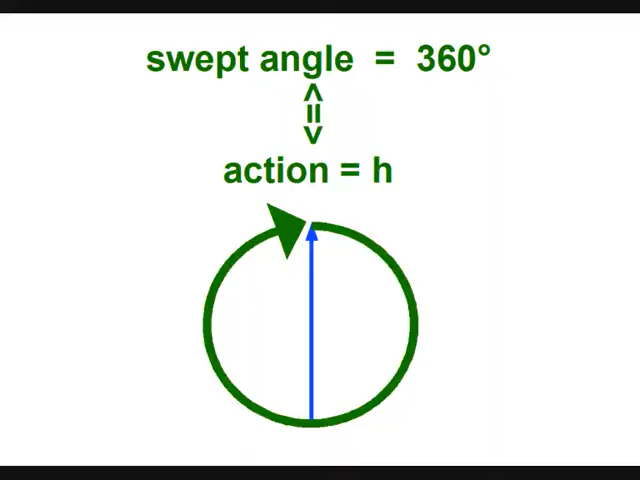 swept angle = 360°
<=>
action = h